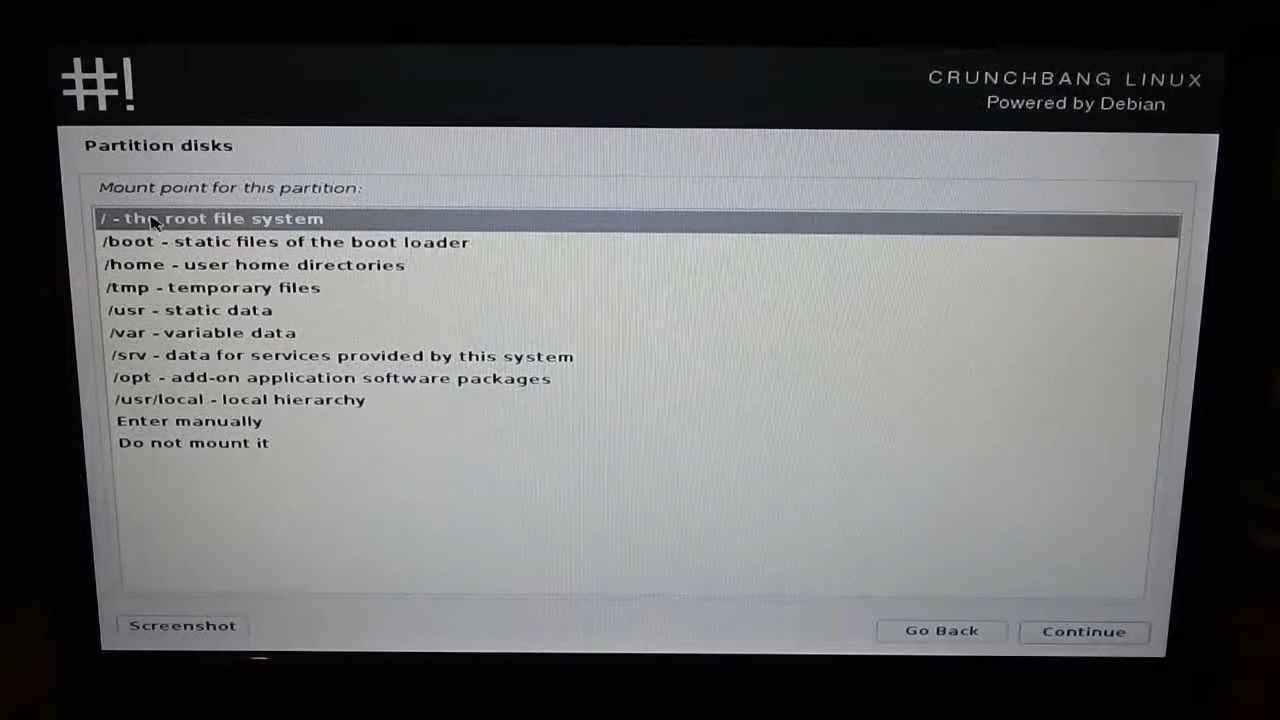 #!
CRUNCHBANG LINUX
Powered by Debian
Partition disks
Mount point for this partition:
/ - the root file system
/boot - static files of the boot loader
/home - user home directories
/tmp - temporary files
/usr - static data
/var - variable data
/srv - data for services provided by this system
/opt - add-on application software packages
/usr/local - local hierarchy
Enter manually
Do not mount it
Screenshot
Go Back
Continue